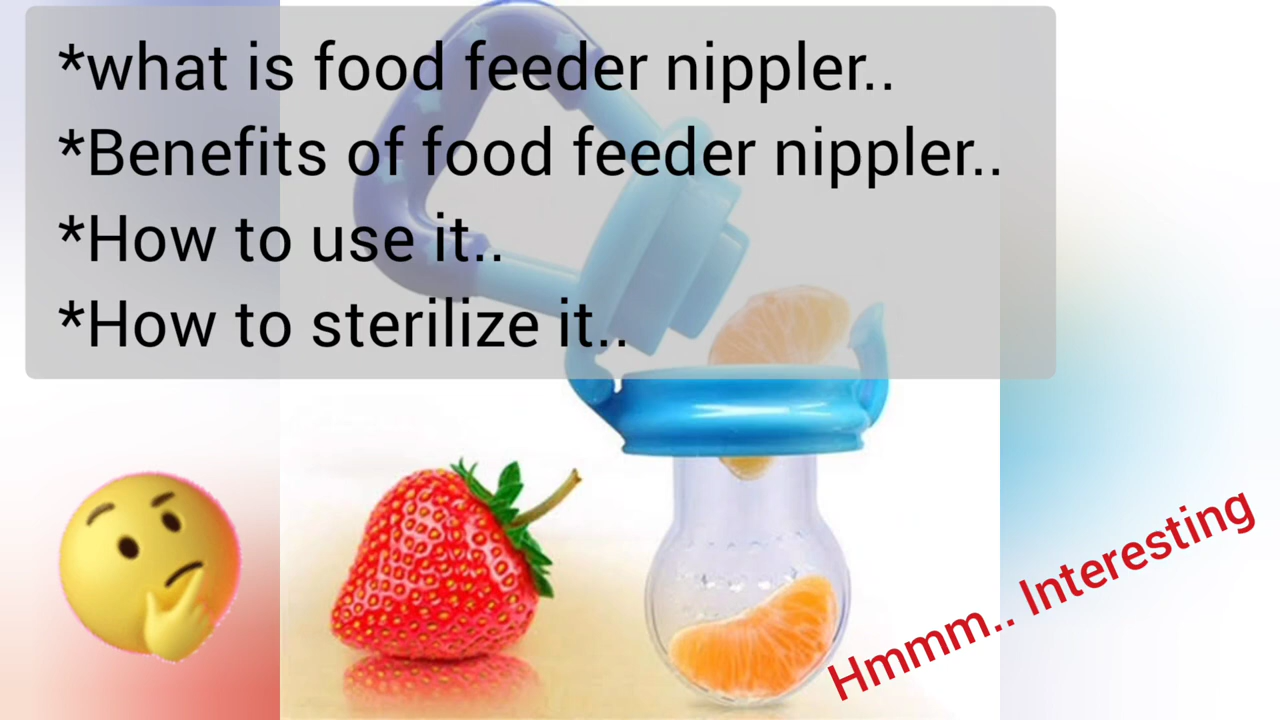 *what is food feeder nippler..
*Benefits of food feeder nippler..
*How to use it..
*How to sterilize it..
Hmmm.. Interesting